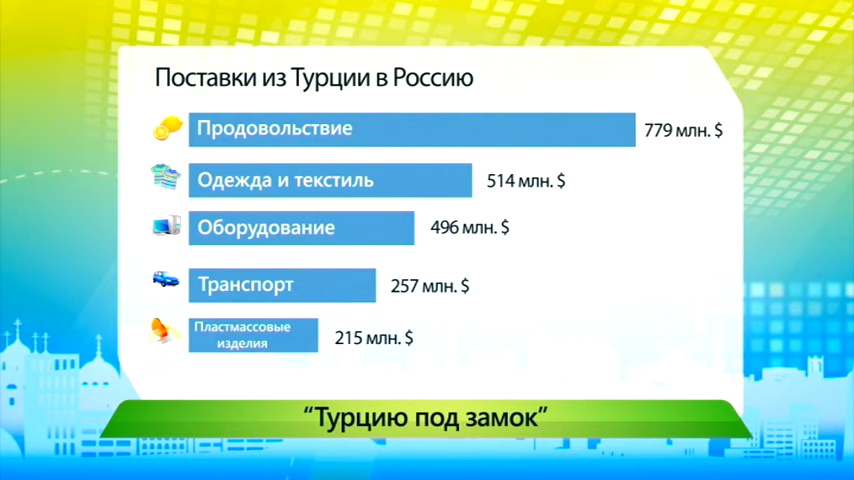 Поставки из Турции в Россию
Продовольствие 779 млн. $
Одежда и текстиль 514 млн. $
Оборудование 496 млн. $
Транспорт 257 млн. $
Пластмассовые
изделия 215 млн. $
“Турцию под замок”